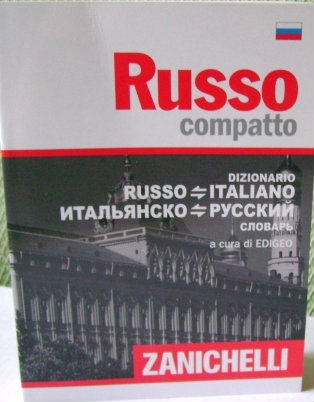 Russo
compatto
DIZIONARIO
RUSSO ⇋ ITALIANO
ИТАЛЬЯНСКО ⇋ РУССКИЙ
СЛОВАРЬ
a cura di EDIGEO
ZANICHELLI